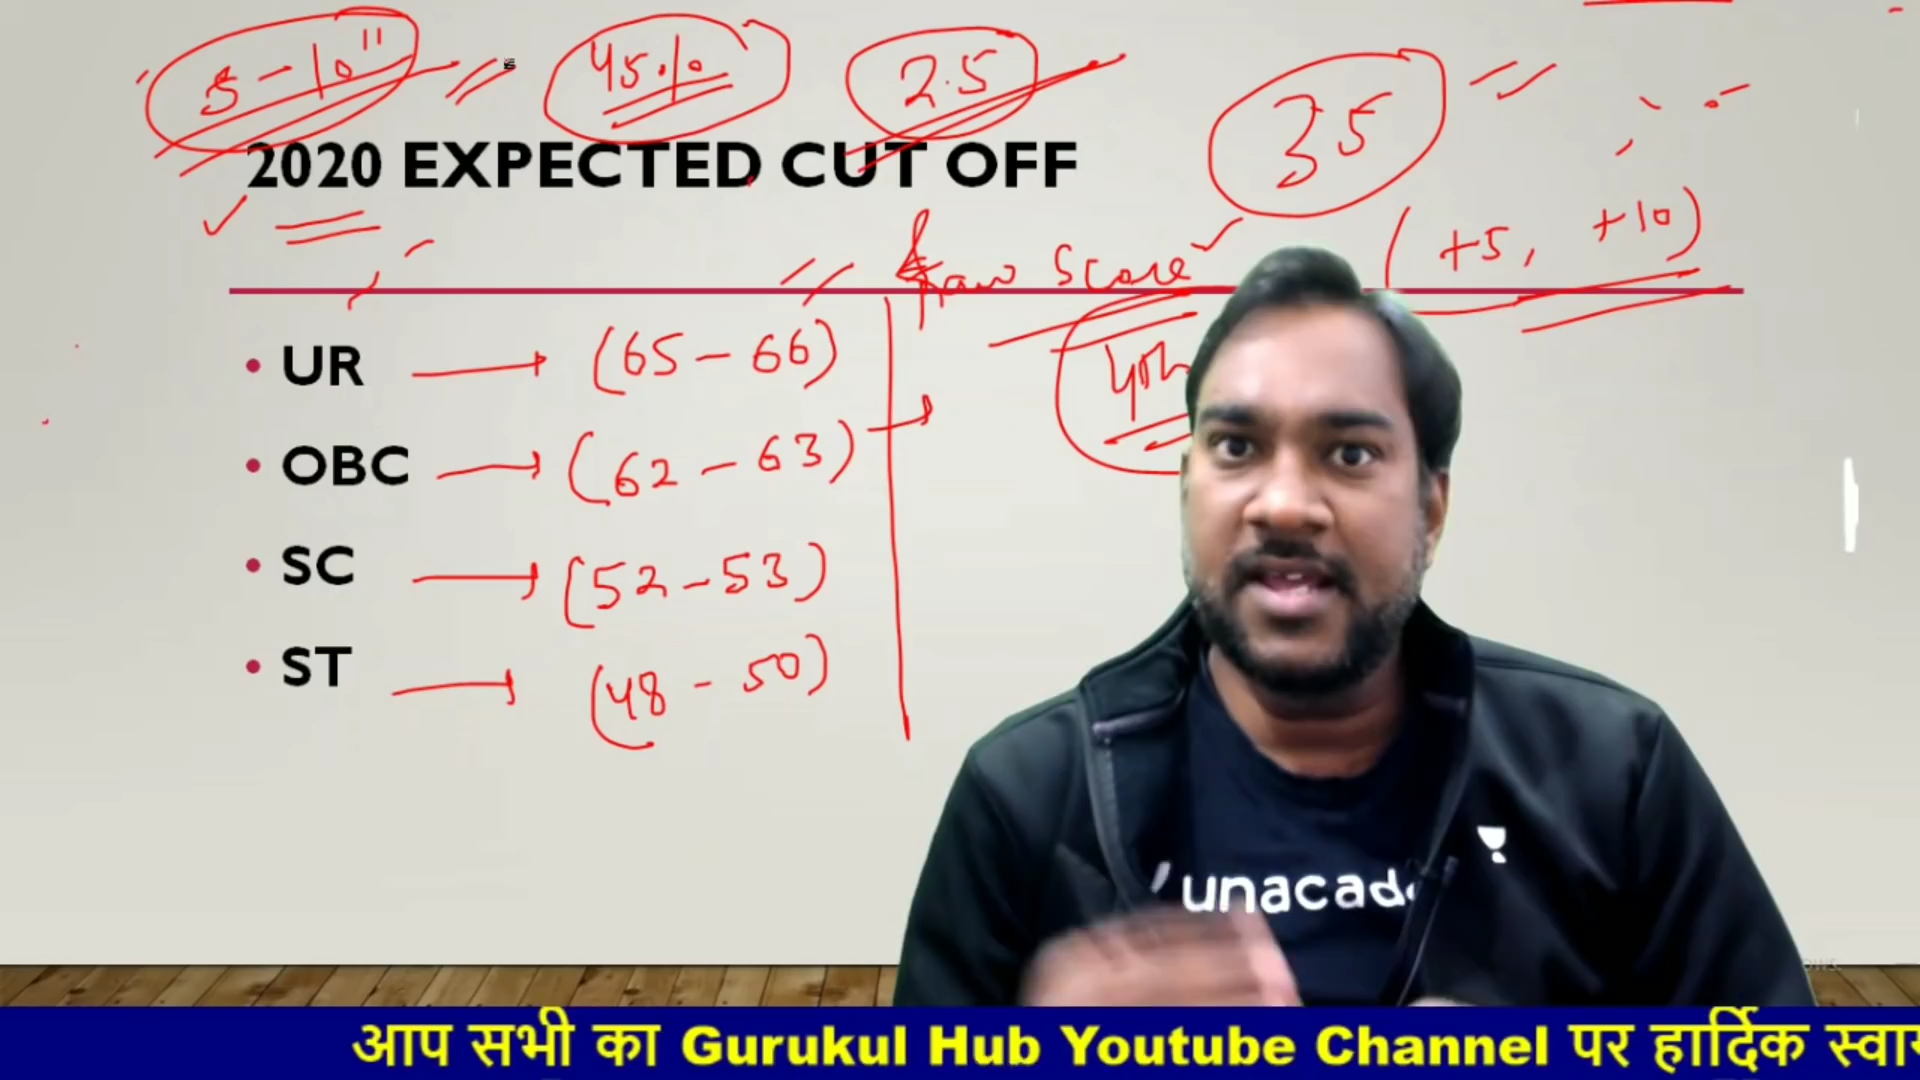 5-10"
45%
2.5
35
2020 EXPECTED CUT OFF
(+5, +10)
Raw Score
UR → (65-66)
OBC → (62-63) →
SC → (52-53)
ST → (48-50)
unacad
आप सभी का Gurukul Hub Youtube Channel पर हार्दिक